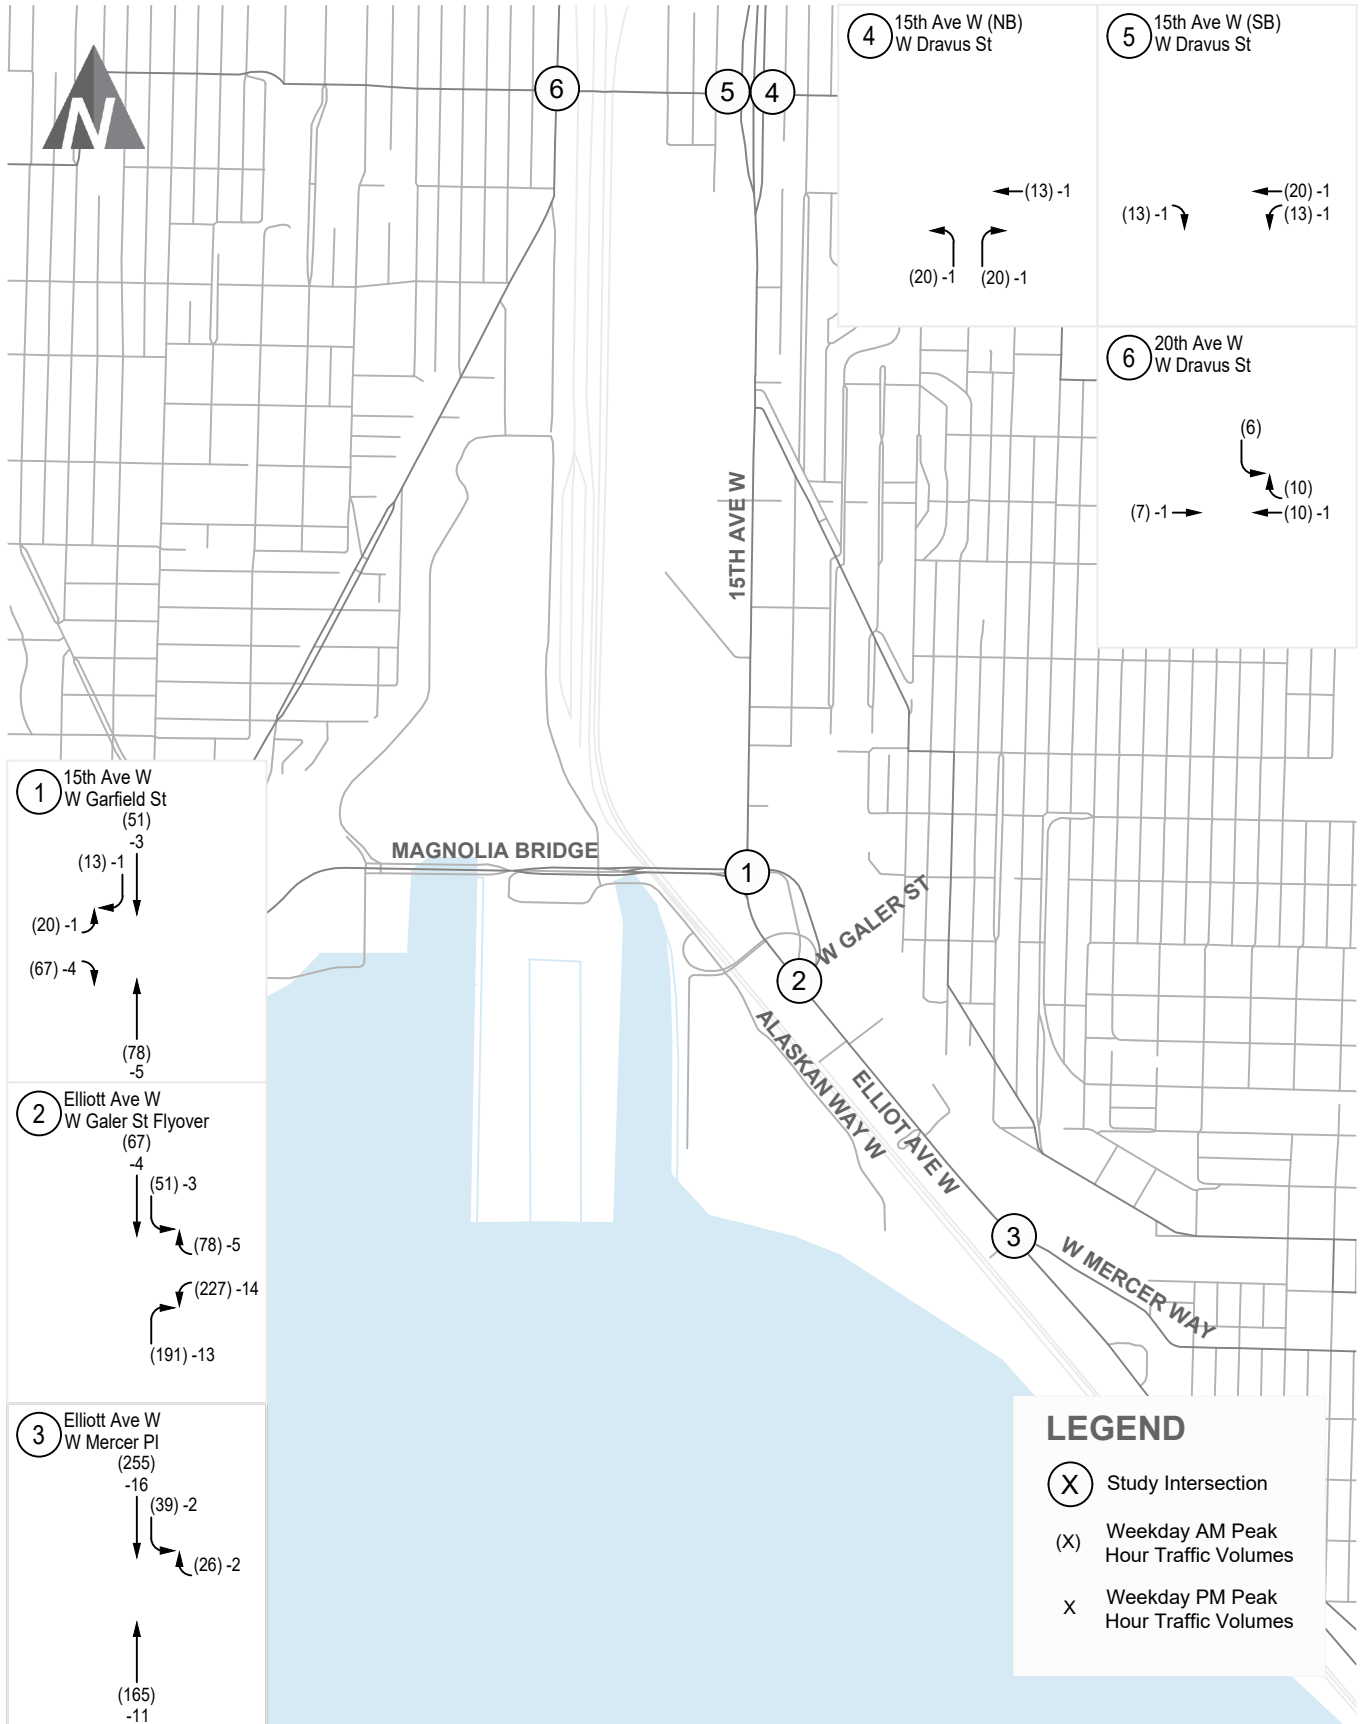 N
6
5
4
4
15th Ave W (NB)
W Dravus St
(13) -1
(20) -1
(20) -1
5
15th Ave W (SB)
W Dravus St
(13) -1
(20) -1
(13) -1
6
20th Ave W
W Dravus St
(6)
(10)
(7) -1
(10) -1
15TH AVE W
MAGNOLIA BRIDGE
1
W GALER ST
2
ALASKAN WAY W
ELLIOT AVE W
3
W MERCER WAY
1
15th Ave W
W Garfield St
(51)
-3
(13) -1
(20) -1
(67) -4
(78)
-5
2
Elliott Ave W
W Galer St Flyover
(67)
-4
(51) -3
(78) -5
(227) -14
(191) -13
3
Elliott Ave W
W Mercer Pl
(255)
-16
(39) -2
(26) -2
(165)
-11
LEGEND
X Study Intersection
(X) Weekday AM Peak
Hour Traffic Volumes
X Weekday PM Peak
Hour Traffic Volumes